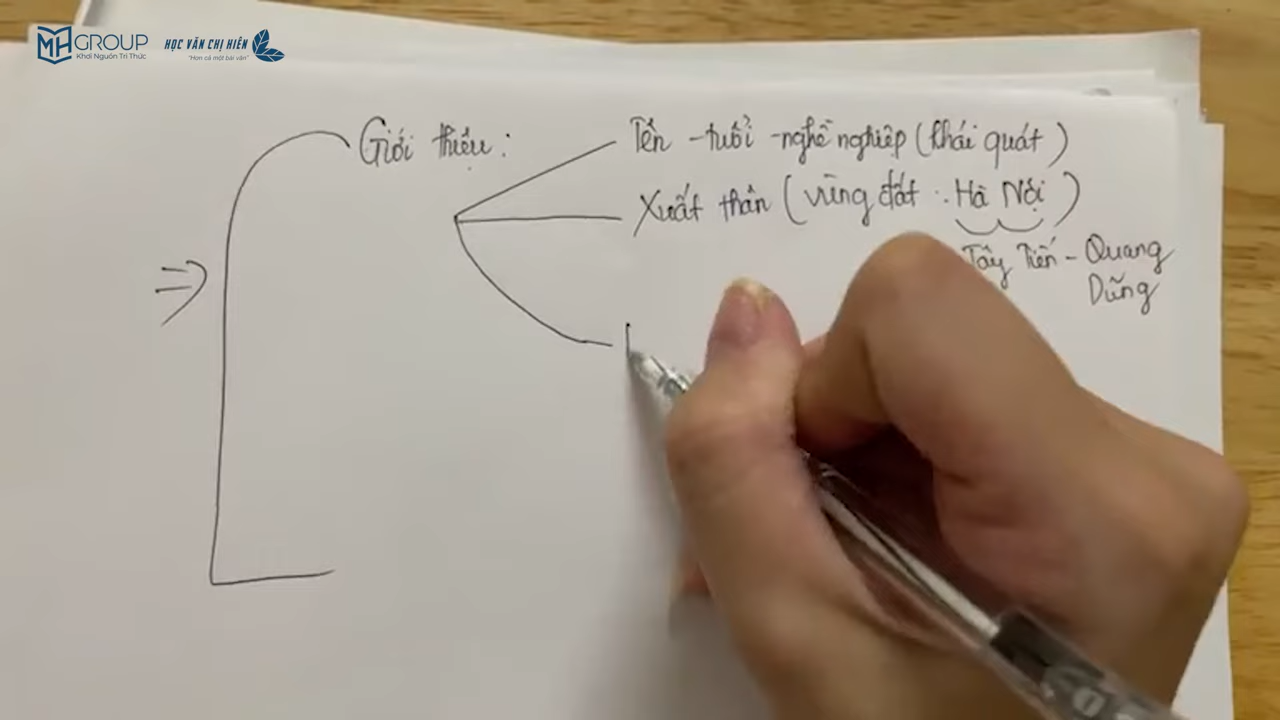 MH GROUP
Khơi Nguồn Tri Thức
HỌC VĂN CHỊ HIÊN
"Hơn cả một bài văn"
Giới thiệu :
Tên - tuổi - nghề nghiệp (khái quát)
Xuất thân (vùng đất : Hà Nội)
Tây Tiến - Quang
Dũng
=>